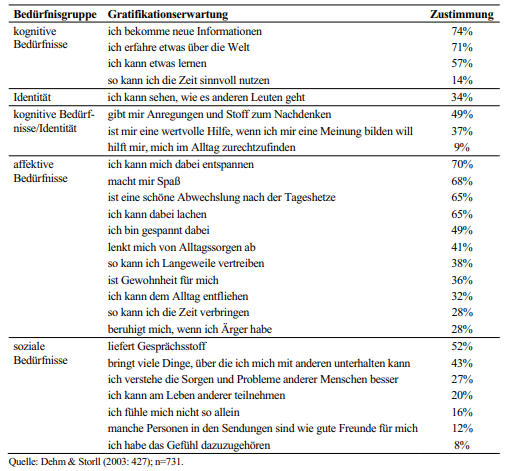 Bedürfnisgruppe Gratifikationserwartung Zustimmung
kognitive ich bekomme neue Informationen 74%
Bedürfnisse ich erfahre etwas über die Welt 71%
ich kann etwas lernen 57%
so kann ich die Zeit sinnvoll nutzen 14%
Identität ich kann sehen, wie es anderen Leuten geht 34%
kognitive Bedürf- gibt mir Anregungen und Stoff zum Nachdenken 49%
nisse/Identität ist mir eine wertvolle Hilfe, wenn ich mir eine Meinung bilden will 37%
hilft mir, mich im Alltag zurechtzufinden 9%
affektive ich kann mich dabei entspannen 70%
Bedürfnisse macht mir Spaß 68%
ist eine schöne Abwechslung nach der Tageshetze 65%
ich kann dabei lachen 65%
ich bin gespannt dabei 49%
lenkt mich von Alltagssorgen ab 41%
so kann ich Langeweile vertreiben 38%
ist Gewohnheit für mich 36%
ich kann dem Alltag entfliehen 32%
so kann ich die Zeit verbringen 28%
beruhigt mich, wenn ich Ärger habe 28%
soziale liefert Gesprächsstoff 52%
Bedürfnisse bringt viele Dinge, über die ich mich mit anderen unterhalten kann 43%
ich verstehe die Sorgen und Probleme anderer Menschen besser 27%
ich kann am Leben anderer teilnehmen 20%
ich fühle mich nicht so allein 16%
manche Personen in den Sendungen sind wie gute Freunde für mich 12%
ich habe das Gefühl dazuzugehören 8%
Quelle: Dehm & Storll (2003: 427); n=731.